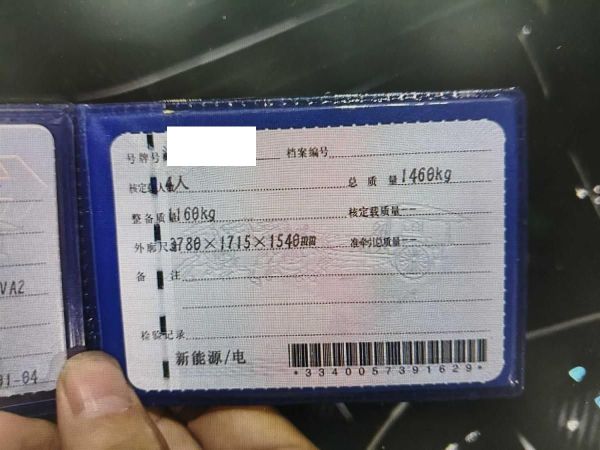 号牌号
档案编号
核定载人数 4人
总质量 1460kg
整备质量 1160kg
核定载质量 --
外廓尺寸 3780×1715×1540mm
准牵引总质量 --
备注
检验记录
新能源/电
*3340057391629*
VA2
01-04